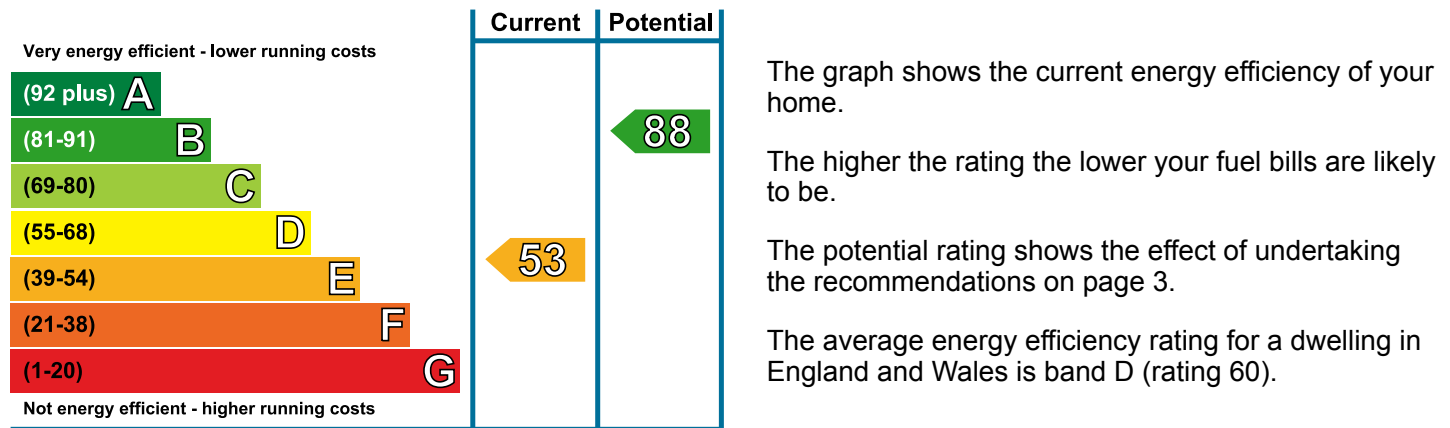 Current Potential
Very energy efficient - lower running costs
(92 plus) A
(81-91) B
88
(69-80) C
(55-68) D
53
(39-54) E
(21-38) F
(1-20) G
Not energy efficient - higher running costs
The graph shows the current energy efficiency of your
home.
The higher the rating the lower your fuel bills are likely
to be.
The potential rating shows the effect of undertaking
the recommendations on page 3.
The average energy efficiency rating for a dwelling in
England and Wales is band D (rating 60).